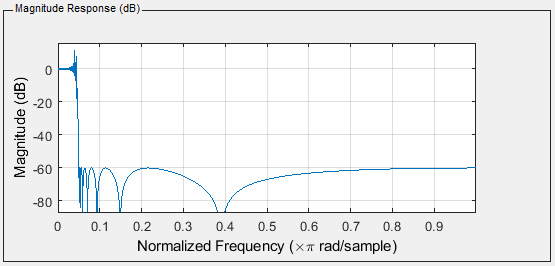 Magnitude Response (dB)
0
-20
-40
-60
-80
Magnitude (dB)
0 0.1 0.2 0.3 0.4 0.5 0.6 0.7 0.8 0.9
Normalized Frequency (×π rad/sample)